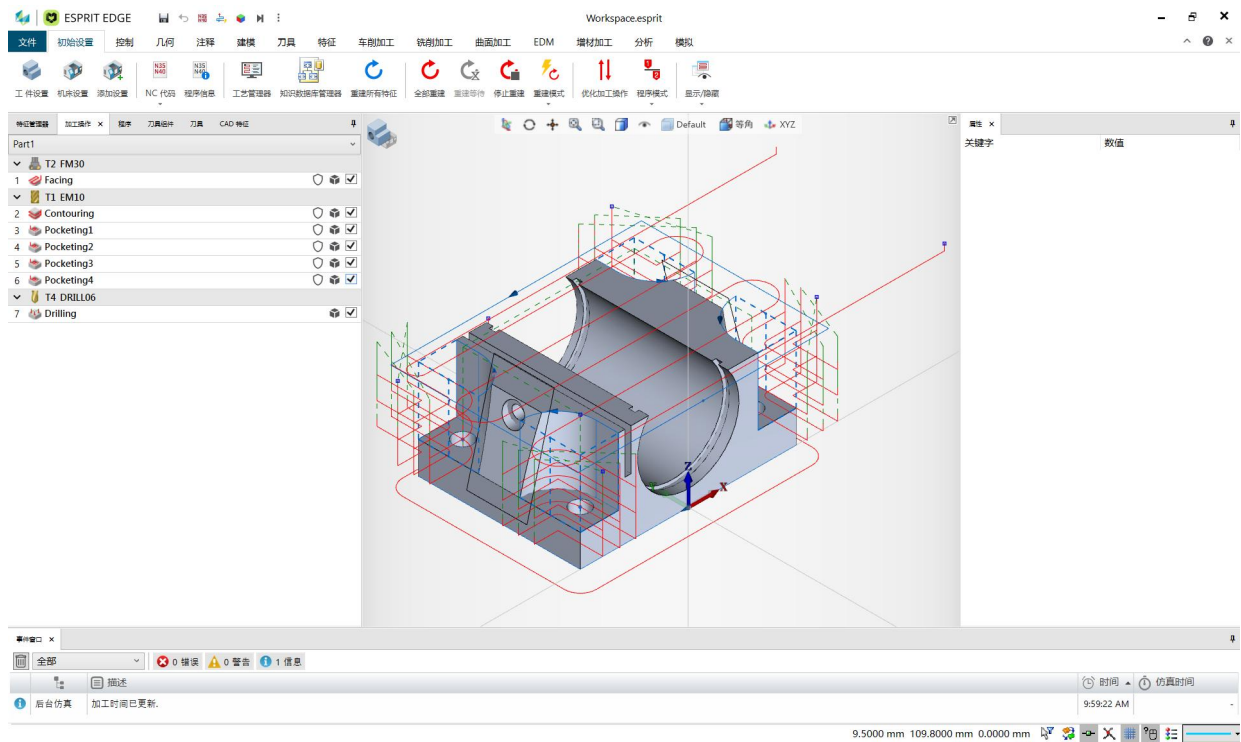 ESPRIT EDGE
Workspace.esprit
文件 初始设置 控制 几何 注释 建模 刀具 特征 车削加工 铣削加工 曲面加工 EDM 增材加工 分析 模拟
N35 N35
N40 N40
工件设置 机床设置 添加设置 NC 代码 程序信息 工艺管理器 知识数据库管理器 重建所有特征 全部重建 重建等待 停止重建 重建模式 优化加工操作 程序模式 显示/隐藏
特征管理器 加工操作 × 程序 刀具组件 刀具 CAD 特征
Default 等角 XYZ
属性 ×
Part1
关键字 数值
T2 FM30
1 Facing
T1 EM10
2 Contouring
3 Pocketing1
4 Pocketing2
5 Pocketing3
6 Pocketing4
T4 DRILL06
7 Drilling
Z
X
事件窗口 ×
全部 0 错误 0 警告 1 信息
描述 时间 仿真时间
后台仿真 加工时间已更新. 9:59:22 AM -
9.5000 mm 109.8000 mm 0.0000 mm